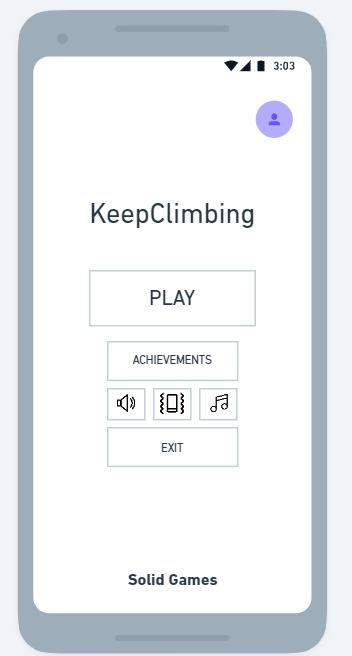 3:03
KeepClimbing
PLAY
ACHIEVEMENTS
EXIT
Solid Games